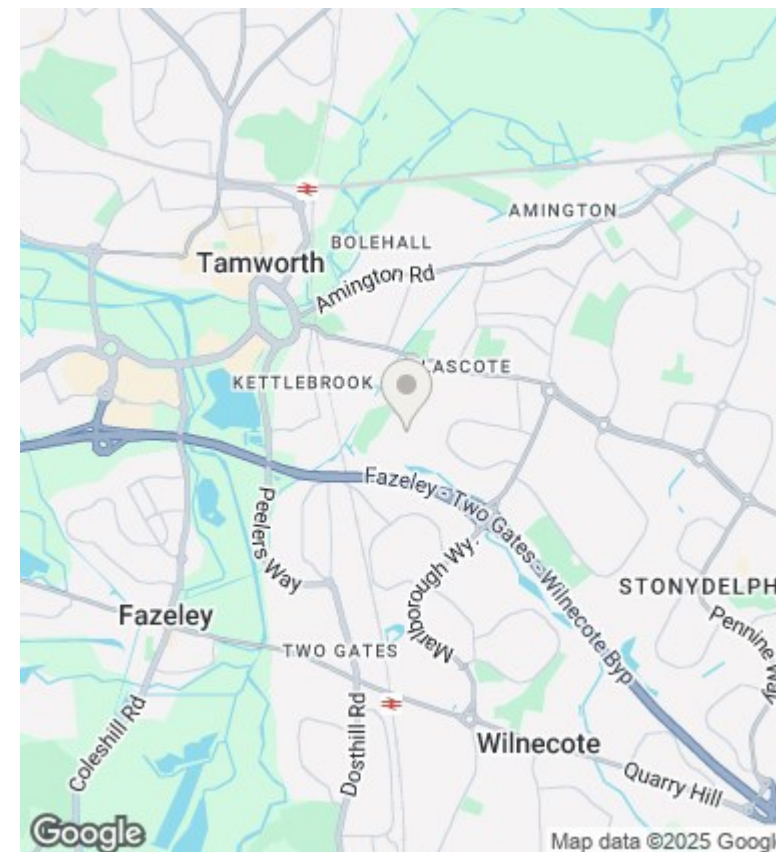 AMINGTON
BOLEHALL
Tamworth
Amington Rd
LASCOTE
KETTLEBROOK
Fazeley - Two Gates - Wilnecote Byp
Peelers Way
Marlborough Wy.
STONYDELPH
Fazeley
Pennine Way
TWO GATES
Coleshill Rd
Dosthill Rd
Wilnecote
Quarry Hill
Google
Map data ©2025 Googl